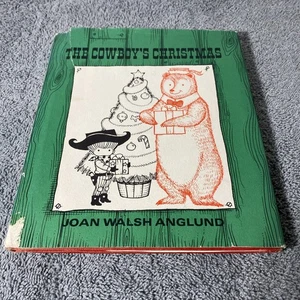 THE COWBOY'S CHRISTMAS
JOAN WALSH ANGLUND